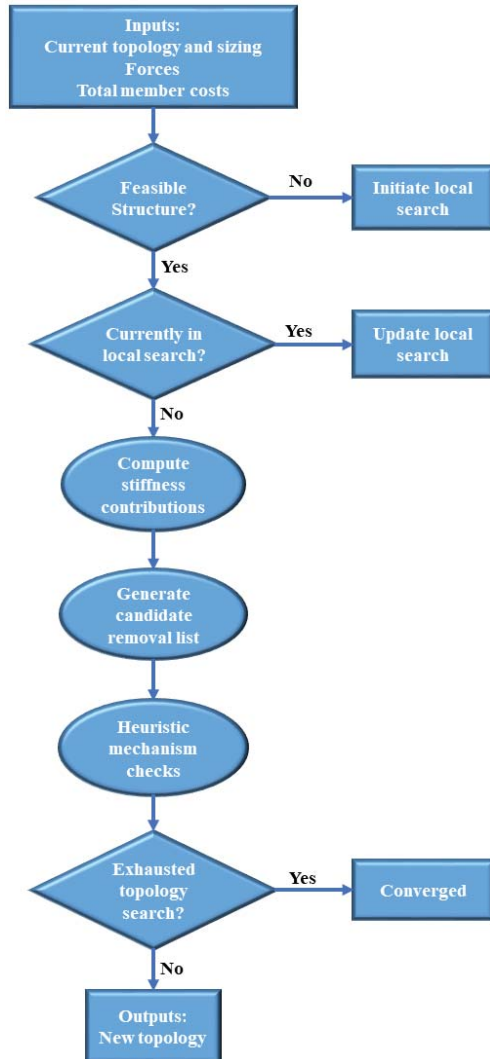 Inputs:
Current topology and sizing
Forces
Total member costs
Feasible
Structure?
No
Initiate local
search
Yes
Currently in
local search?
Yes
Update local
search
No
Compute
stiffness
contributions
Generate
candidate
removal list
Heuristic
mechanism
checks
Exhausted
topology
search?
Yes
Converged
No
Outputs:
New topology